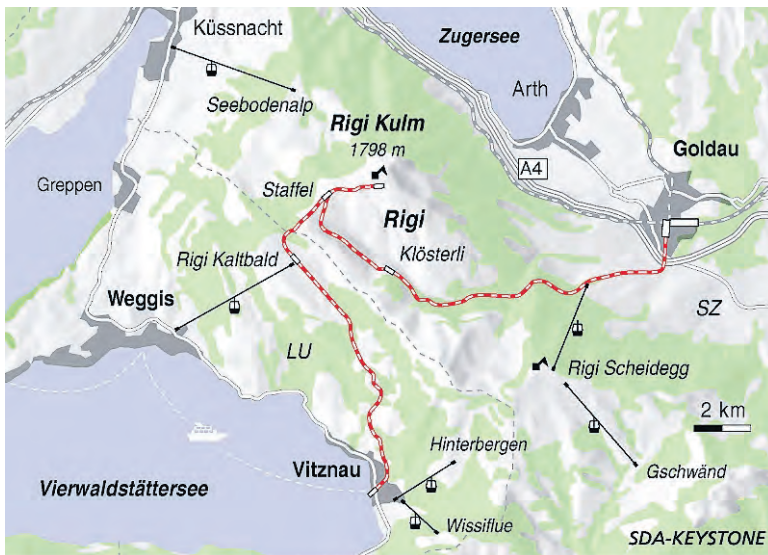 Küssnacht
Zugersee
Seebodenalp
Arth
Rigi Kulm
1798 m
Goldau
A4
Greppen
Staffel
Rigi
Rigi Kaltbald
Klösterli
Weggis
SZ
LU
Rigi Scheidegg
2 km
Hinterbergen
Vitznau
Gschwänd
Vierwaldstättersee
Wissiflue
SDA-KEYSTONE